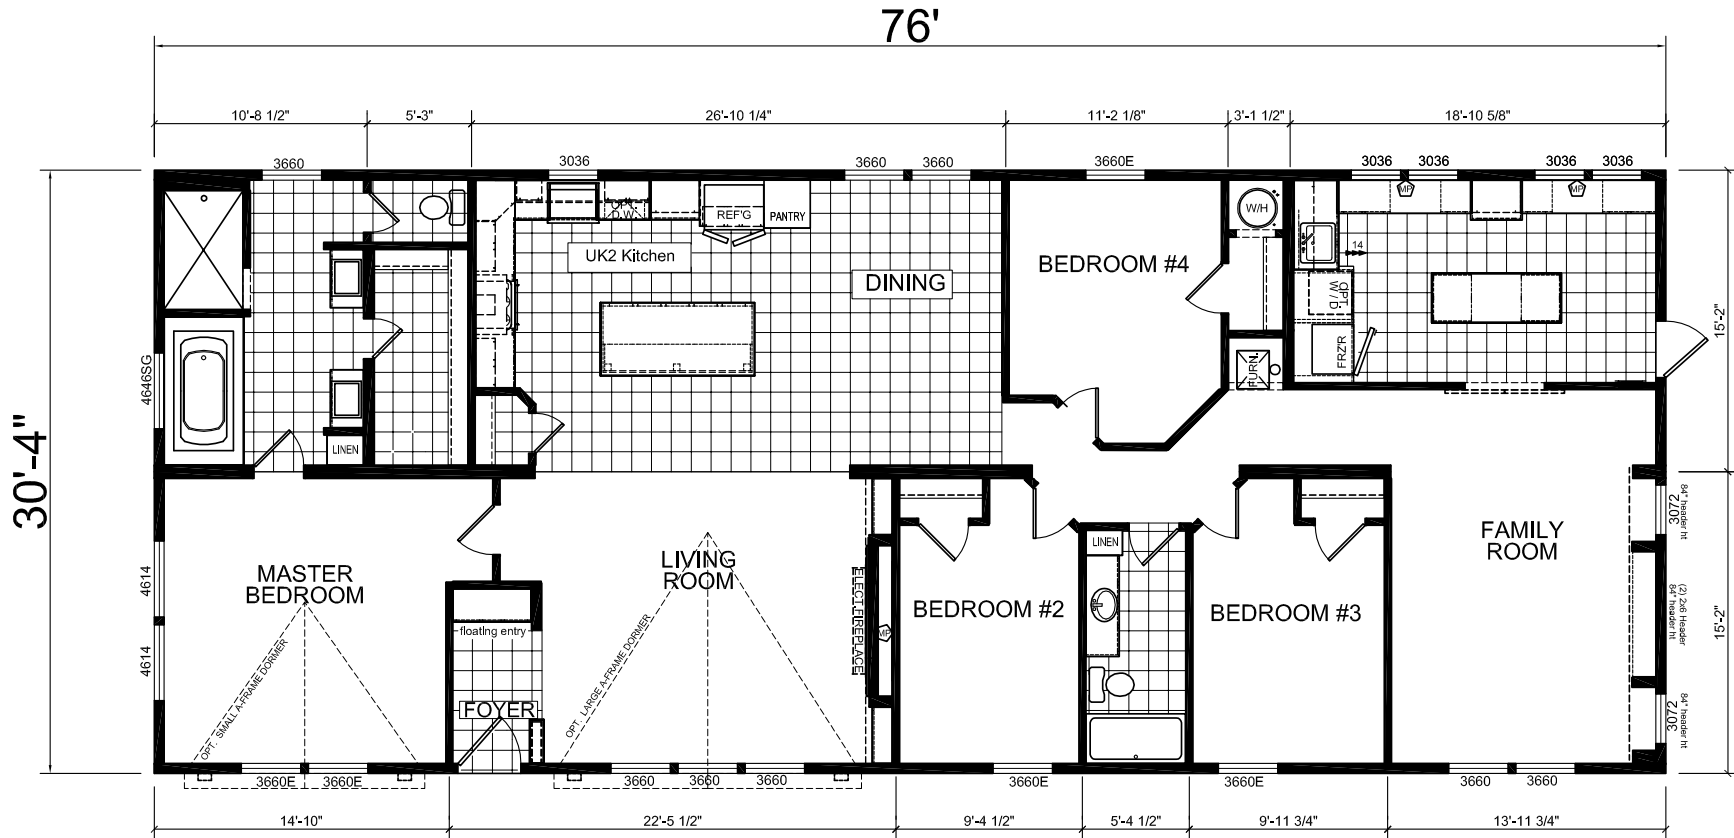 76'
10'-8 1/2"
5'-3"
26'-10 1/4"
11'-2 1/8"
3'-1 1/2"
18'-10 5/8"
3660
3036
3660
3660
3660E
3036
3036
3036
3036
MP
MP
OPT.
D.W.
REF'G
PANTRY
W/H
UK2 Kitchen
DINING
BEDROOM #4
14
OPT.
W / D
FRZ'R
FURN.
15'-2"
4646SG
30'-4"
LINEN
MASTER
BEDROOM
LIVING
ROOM
FAMILY
ROOM
LINEN
BEDROOM #2
BEDROOM #3
floating entry
FOYER
ELECT.FIREPLACE
MP
OPT. SMALL A-FRAME DORMER
OPT. LARGE A-FRAME DORMER
4614
4614
3072
84" header ht
(2) 2x6 Header
84" header ht
3072
84" header ht
15'-2"
3660E
3660E
3660
3660
3660
3660E
3660E
3660
3660
14'-10"
22'-5 1/2"
9'-4 1/2"
5'-4 1/2"
9'-11 3/4"
13'-11 3/4"